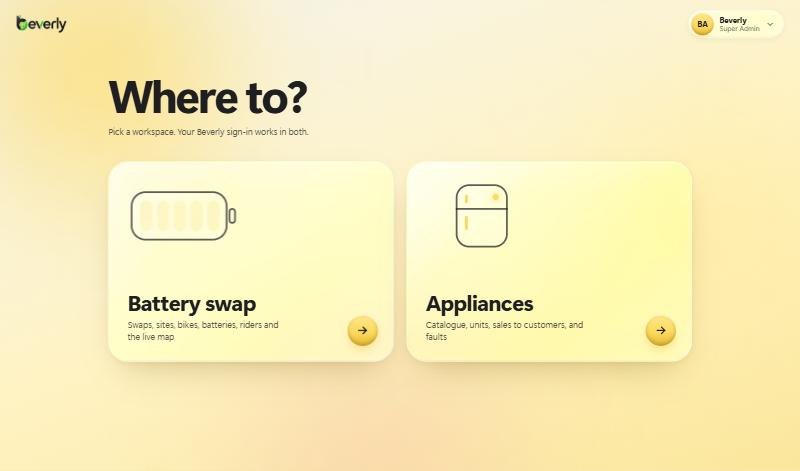 beverly
BA
Beverly
Super Admin
Where to?
Pick a workspace. Your Beverly sign-in works in both.
Battery swap
Swaps, sites, bikes, batteries, riders and
the live map
Appliances
Catalogue, units, sales to customers, and
faults